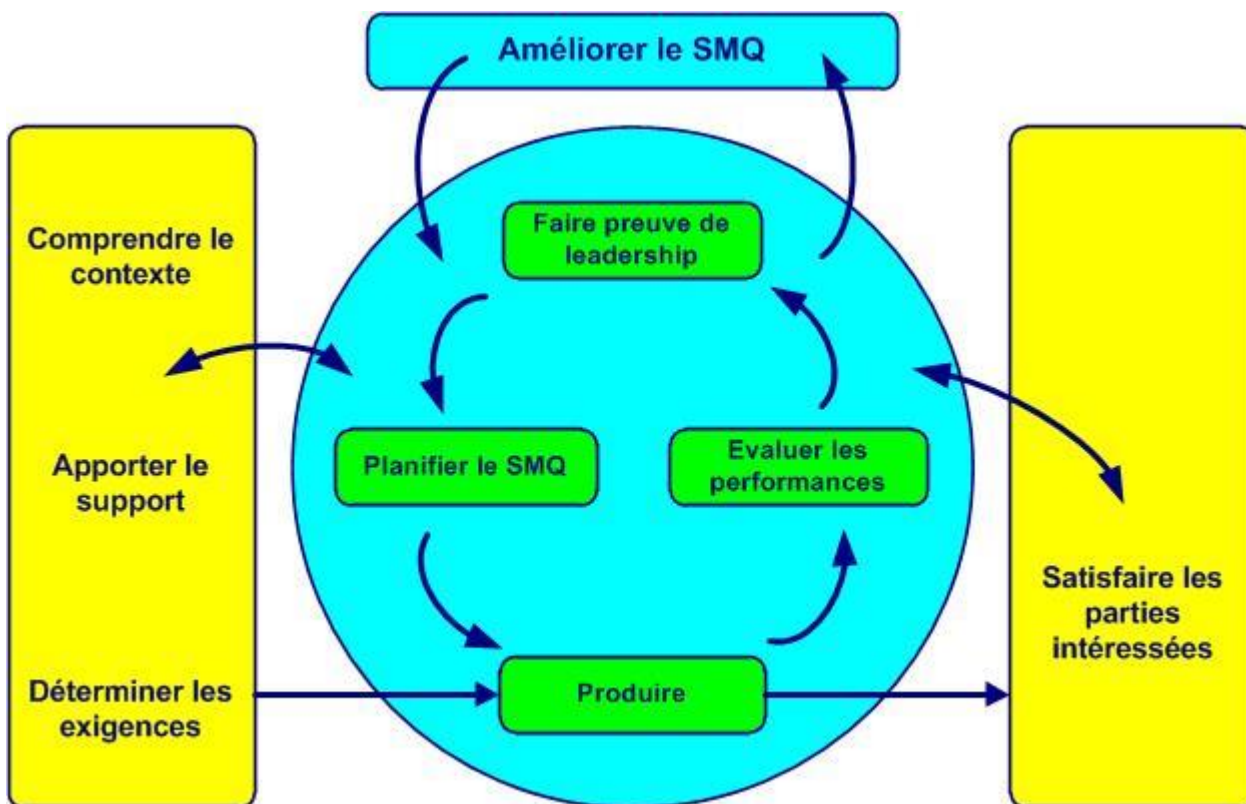 Améliorer le SMQ
Comprendre le
contexte
Apporter le
support
Déterminer les
exigences
Faire preuve de
leadership
Planifier le SMQ
Evaluer les
performances
Produire
Satisfaire les
parties
intéressées